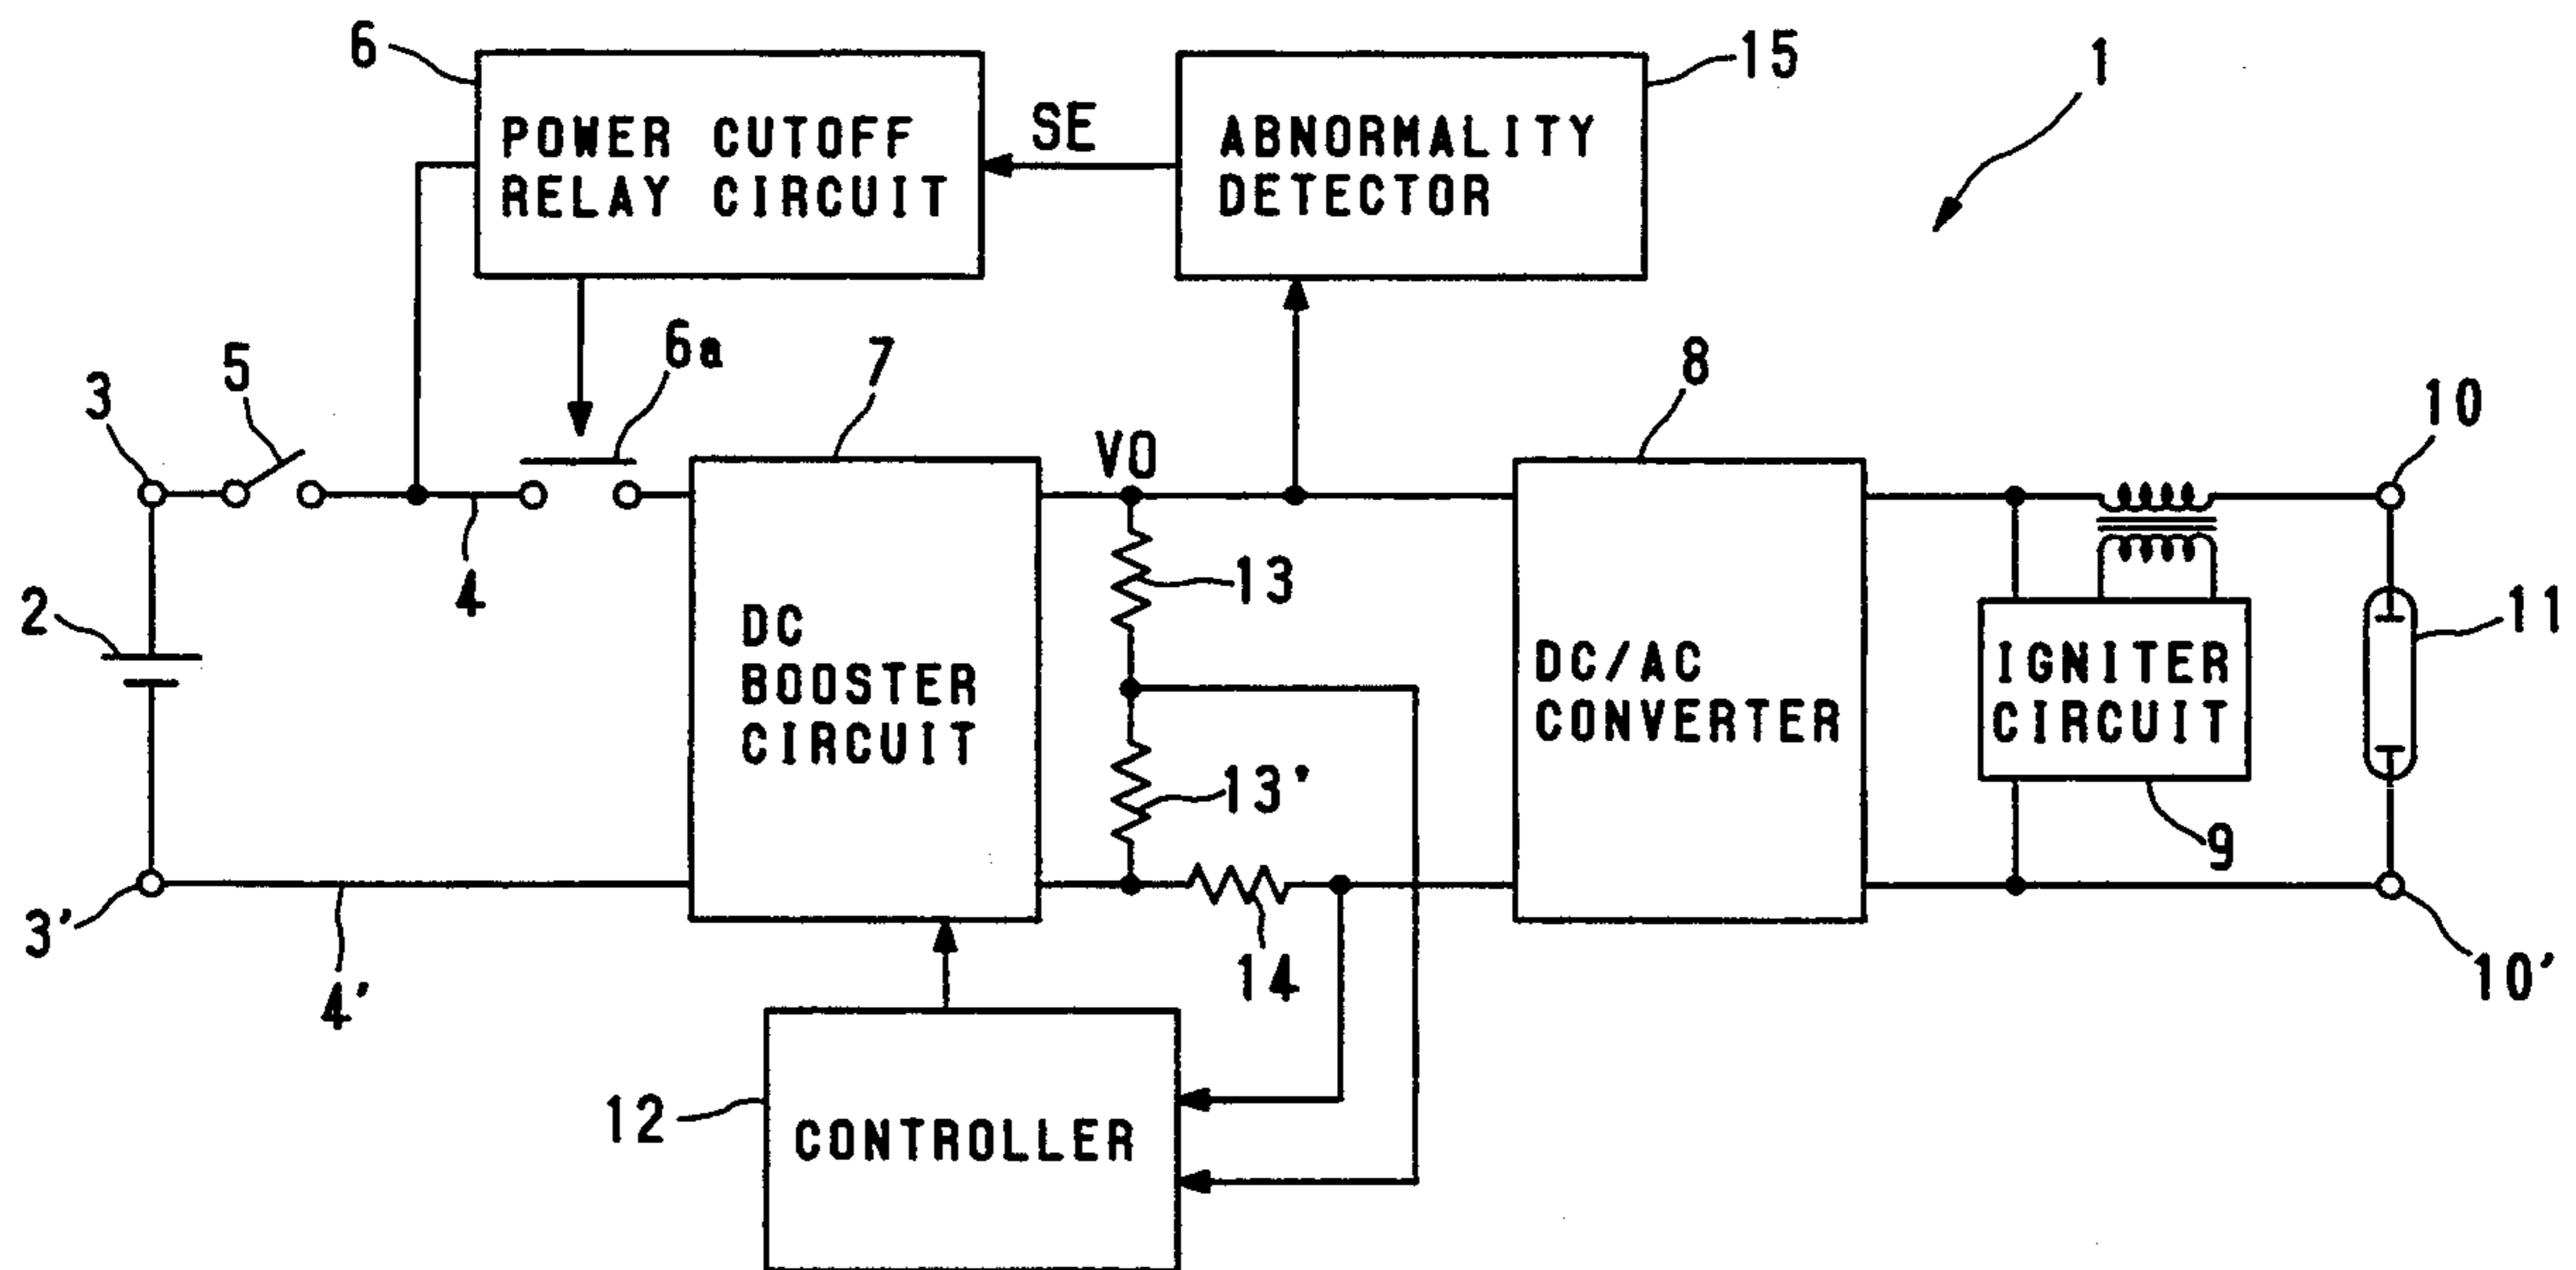 6
POWER CUTOFF
RELAY CIRCUIT
SE
ABNORMALITY
DETECTOR
15
1
3
5
6a
7
8
10
VO
4
2
13
13'
DC
BOOSTER
CIRCUIT
DC/AC
CONVERTER
IGNITER
CIRCUIT
11
9
3'
4'
14
10'
12
CONTROLLER